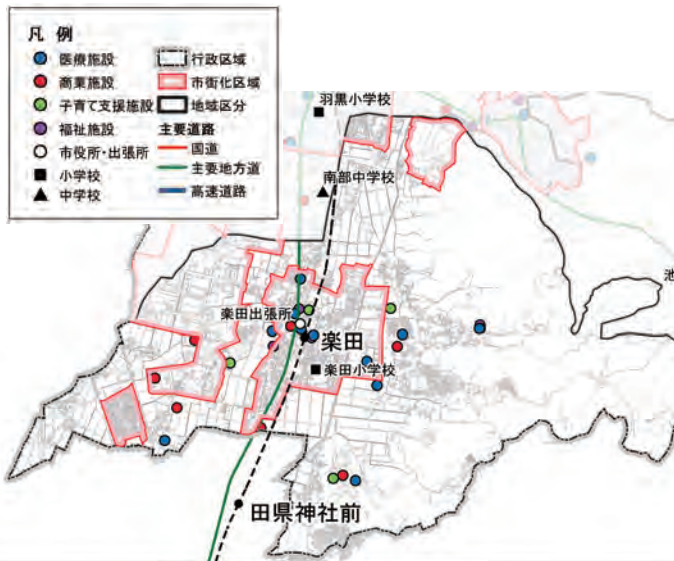 凡 例
医療施設
商業施設
子育て支援施設
福祉施設
市役所・出張所
小学校
中学校
行政区域
市街化区域
地域区分
主要道路
国道
主要地方道
高速道路
羽黒小学校
南部中学校
池
楽田出張所
楽田
楽田小学校
田県神社前